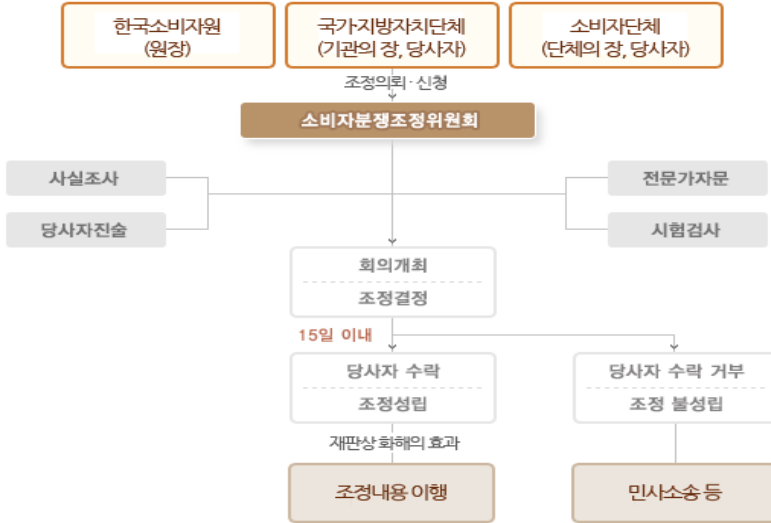 한국소비자원
(원장)
국가·지방자치단체
(기관의 장, 당사자)
소비자단체
(단체의 장, 당사자)
조정의뢰·신청
소비자분쟁조정위원회
사실조사
전문가자문
당사자진술
시험검사
회의개최
조정결정
15일 이내
당사자 수락
조정성립
당사자 수락 거부
조정 불성립
재판상 화해의 효과
조정내용 이행
민사소송 등